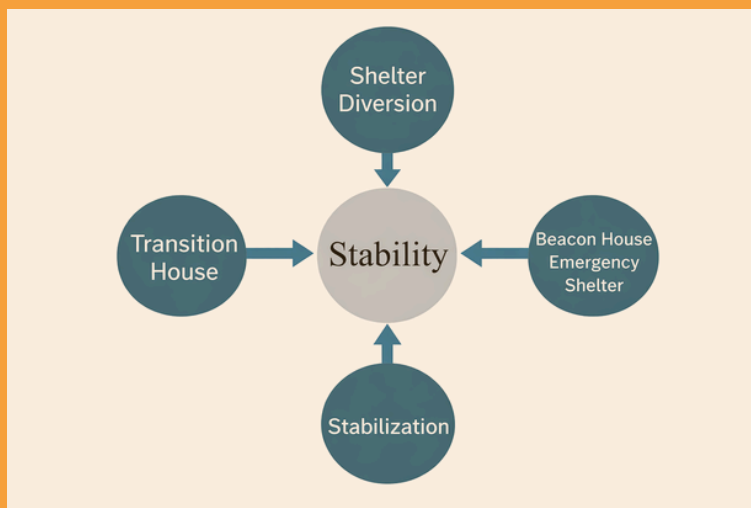 Shelter
Diversion
Transition
House
Stability
Beacon House
Emergency
Shelter
Stabilization